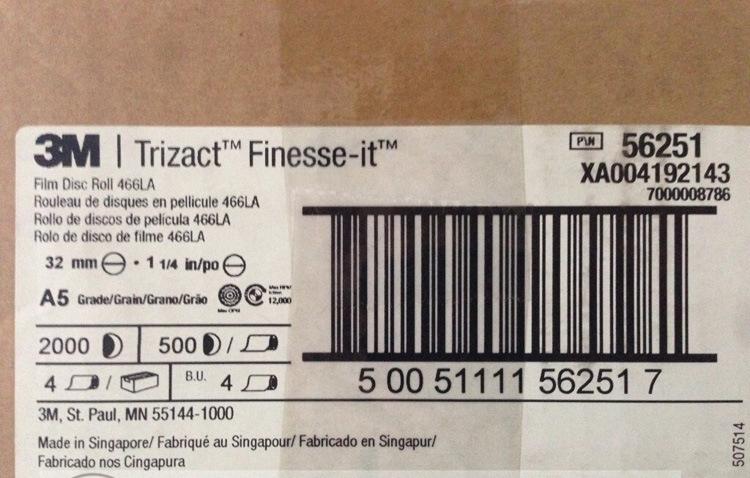 3M | Trizact™ Finesse-it™
Film Disc Roll 466LA
Rouleau de disques en pellicule 466LA
Rollo de discos de película 466LA
Rolo de disco de filme 466LA
32 mm • 1 1/4 in/po
A5 Grade/Grain/Grano/Grão
12,000
2000 500 /
4 / B.U. 4
P\N 56251
XA004192143
7000008786
5 00 51111 56251 7
3M, St. Paul, MN 55144-1000
Made in Singapore/ Fabriqué au Singapour/ Fabricado en Singapur/
Fabricado nos Cingapura
507514